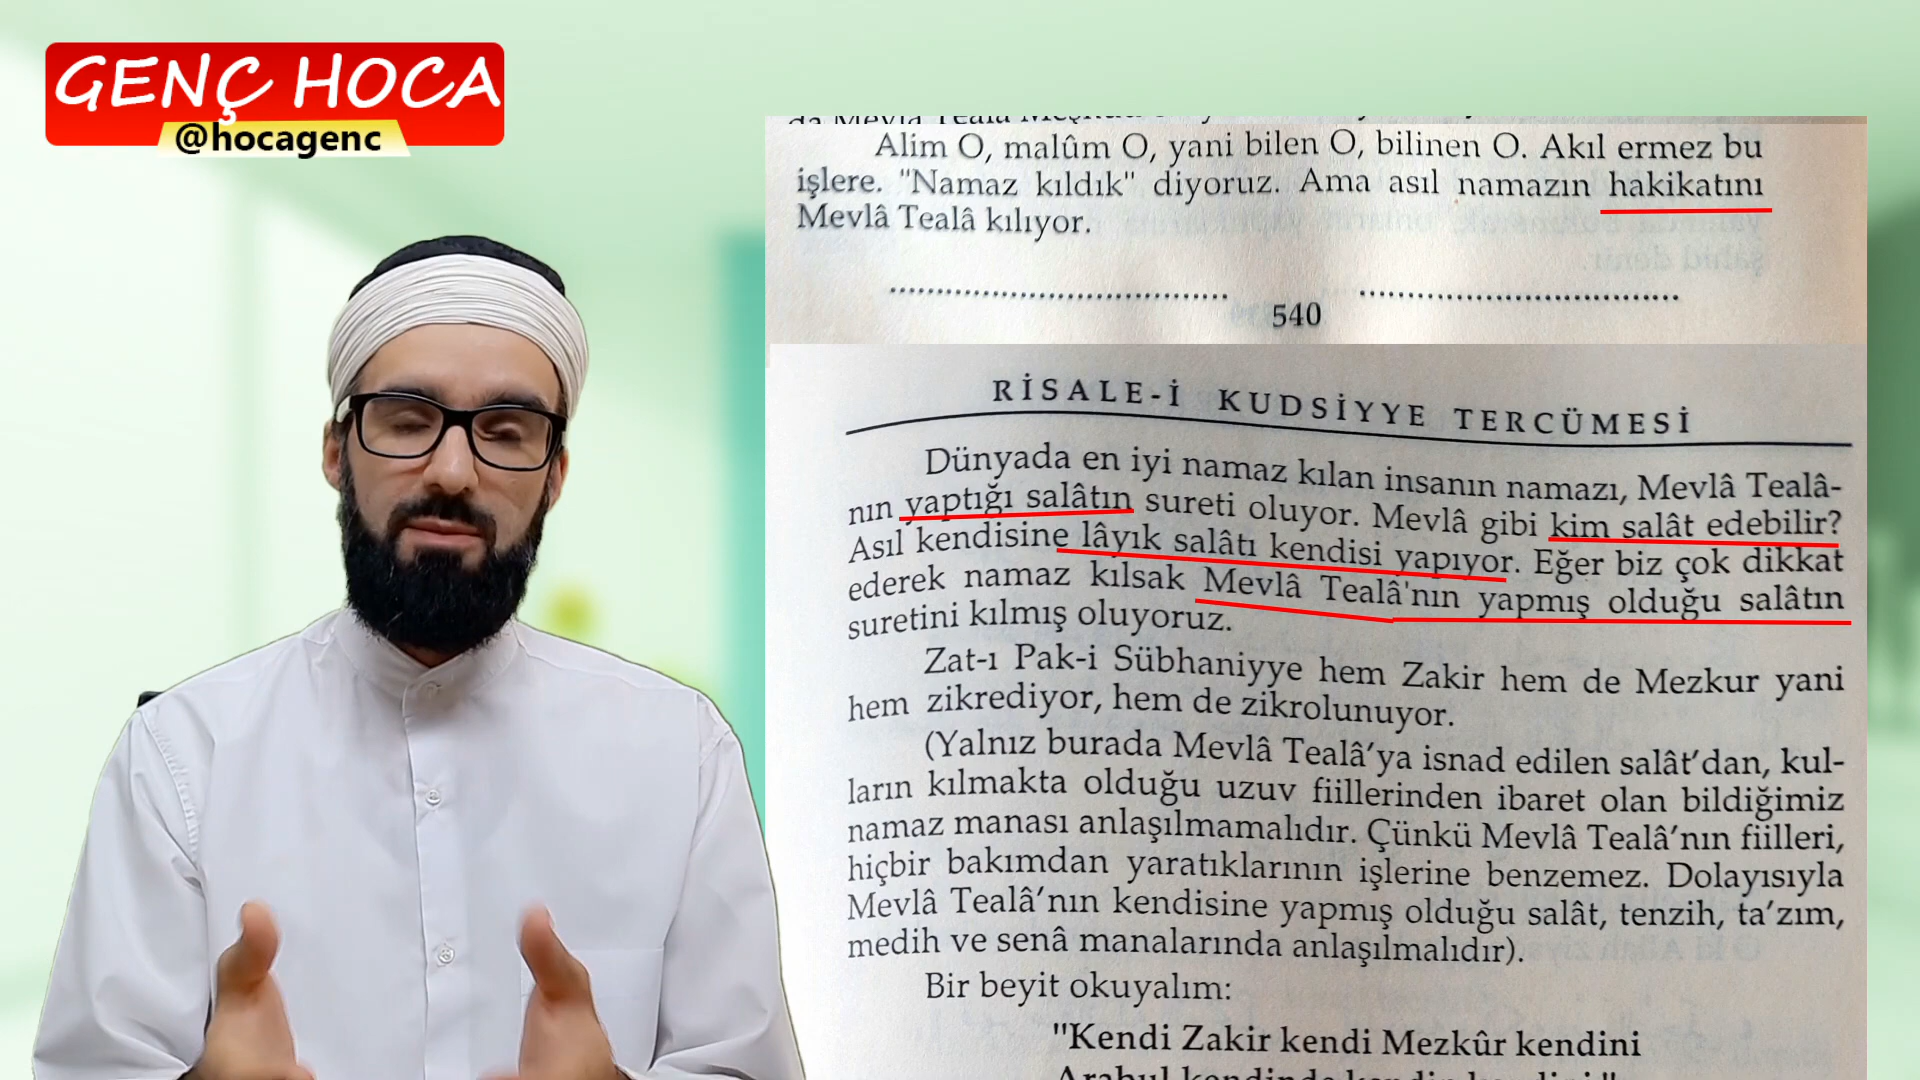 GENÇ HOCA
@hocagenc
Alim O, malûm O, yani bilen O, bilinen O. Akıl ermez bu
işlere. "Namaz kıldık" diyoruz. Ama asıl namazın hakikatını
Mevlâ Tealâ kılıyor.
540
RİSALE-İ KUDSİYYE TERCÜMESİ
Dünyada en iyi namaz kılan insanın namazı, Mevlâ Tealâ-
nın yaptığı salâtın sureti oluyor. Mevlâ gibi kim salât edebilir?
Asıl kendisine lâyık salâtı kendisi yapıyor. Eğer biz çok dikkat
ederek namaz kılsak Mevlâ Tealâ'nın yapmış olduğu salâtın
suretini kılmış oluyoruz.
Zat-ı Pak-i Sübhaniyye hem Zakir hem de Mezkur yani
hem zikrediyor, hem de zikrolunuyor.
(Yalnız burada Mevlâ Tealâ'ya isnad edilen salât'dan, kul-
ların kılmakta olduğu uzuv fiillerinden ibaret olan bildiğimiz
namaz manası anlaşılmamalıdır. Çünkü Mevlâ Tealâ'nın fiilleri,
hiçbir bakımdan yaratıklarının işlerine benzemez. Dolayısıyla
Mevlâ Tealâ'nın kendisine yapmış olduğu salât, tenzih, ta'zım,
medih ve senâ manalarında anlaşılmalıdır).
Bir beyit okuyalım:
"Kendi Zakir kendi Mezkûr kendini